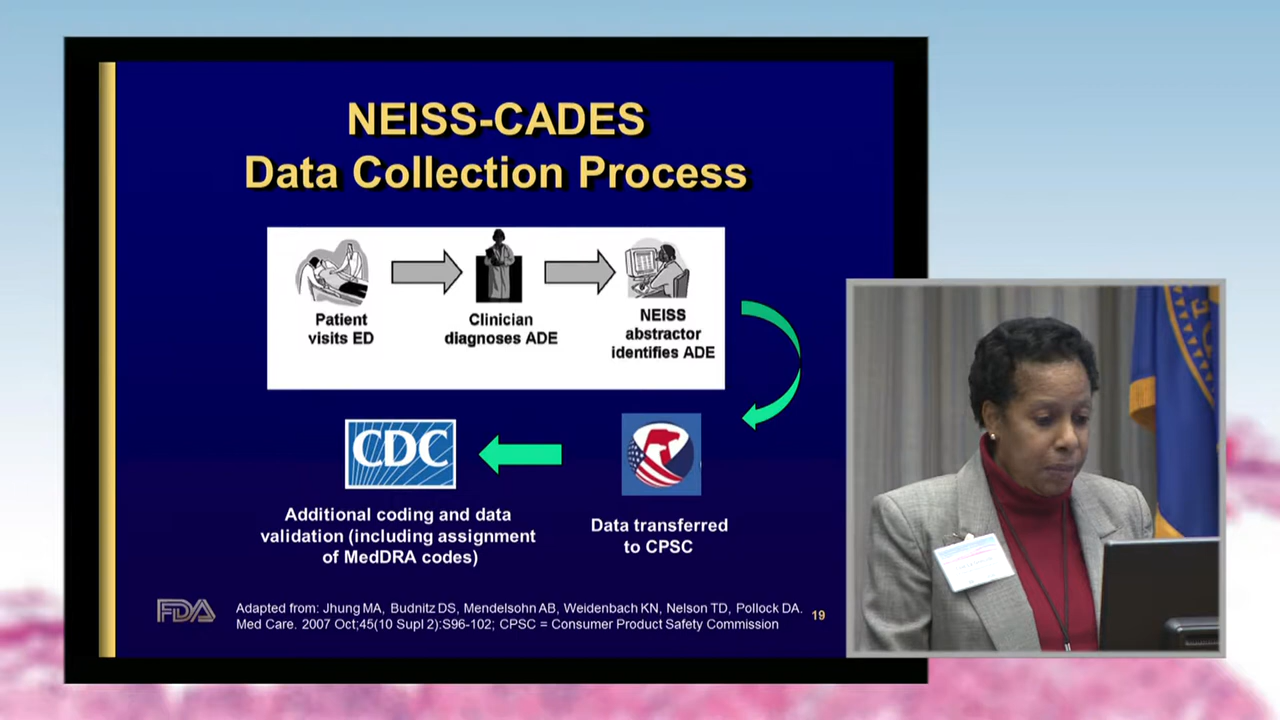 NEISS-CADES
Data Collection Process
Patient
visits ED
Clinician
diagnoses ADE
NEISS
abstractor
identifies ADE
CDC
Additional coding and data
validation (including assignment
of MedDRA codes)
Data transferred
to CPSC
FDA
Adapted from: Jhung MA, Budnitz DS, Mendelsohn AB, Weidenbach KN, Nelson TD, Pollock DA.
Med Care. 2007 Oct;45(10 Supl 2):S96-102; CPSC = Consumer Product Safety Commission
19